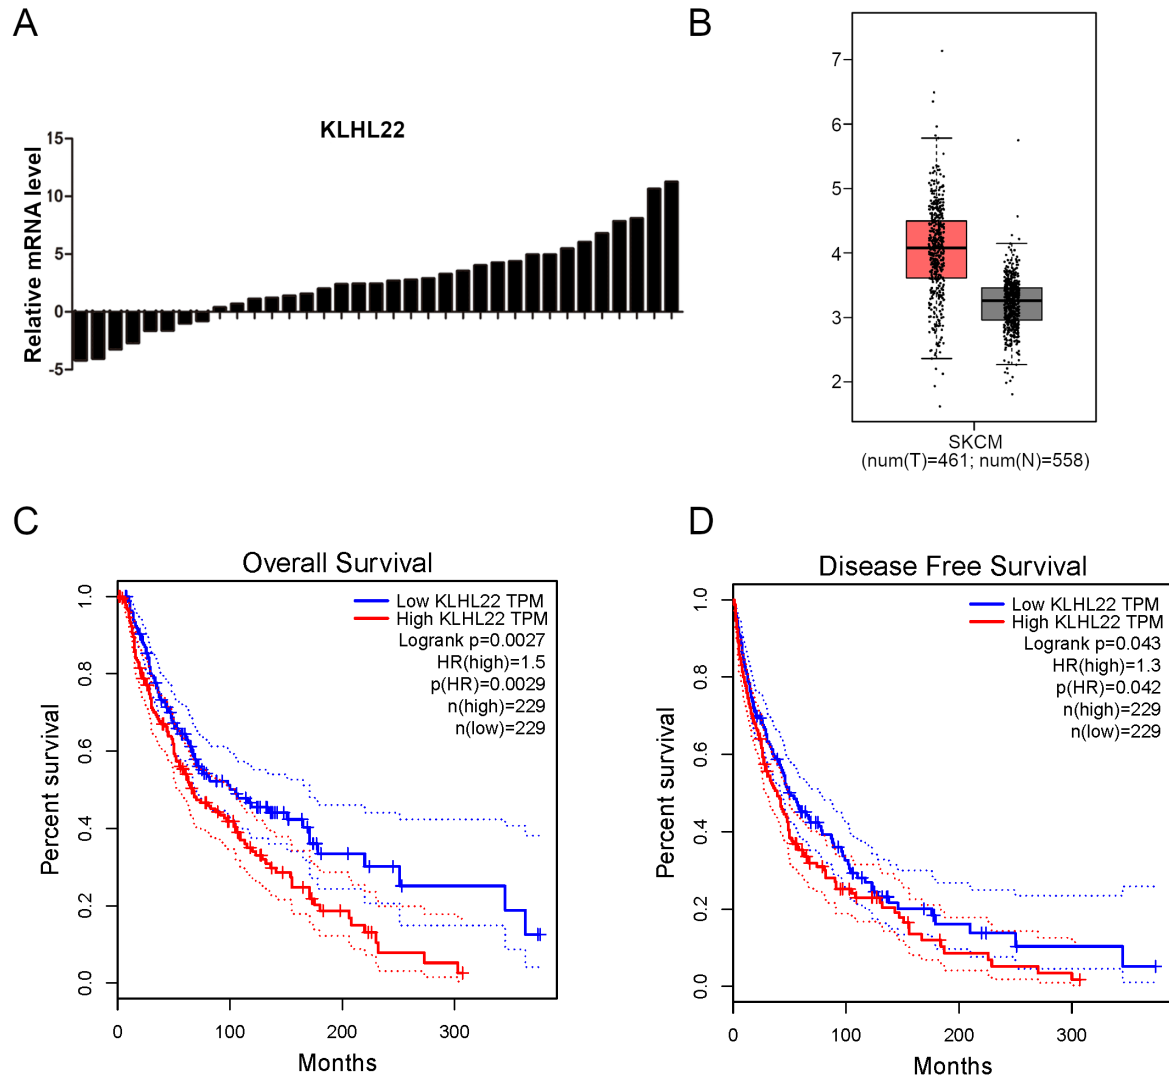 A
KLHL22
Relative mRNA level
15
10
5
0
-5
B
7
6
5
4
3
2
SKCM
(num(T)=461; num(N)=558)
C
Overall Survival
Low KLHL22 TPM
High KLHL22 TPM
Logrank p=0.0027
HR(high)=1.5
p(HR)=0.0029
n(high)=229
n(low)=229
Percent survival
1.0
0.8
0.6
0.4
0.2
0.0
0 100 200 300
Months
D
Disease Free Survival
Low KLHL22 TPM
High KLHL22 TPM
Logrank p=0.043
HR(high)=1.3
p(HR)=0.042
n(high)=229
n(low)=229
Percent survival
1.0
0.8
0.6
0.4
0.2
0.0
0 100 200 300
Months